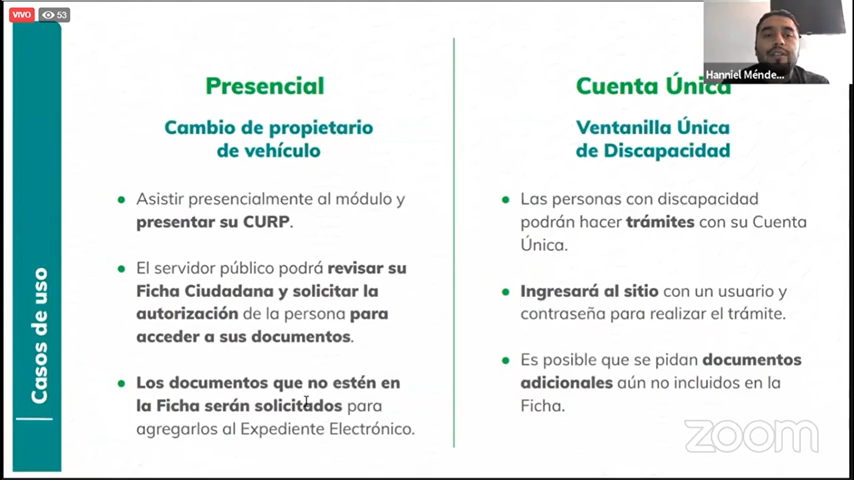 VIVO
53
Hanniel Ménde...
Casos de uso
Presencial
Cambio de propietario
de vehículo
Asistir presencialmente al módulo y
presentar su CURP.
El servidor público podrá revisar su
Ficha Ciudadana y solicitar la
autorización de la persona para
acceder a sus documentos.
Los documentos que no estén en
la Ficha serán solicitados para
agregarlos al Expediente Electrónico.
Cuenta Única
Ventanilla Única
de Discapacidad
Las personas con discapacidad
podrán hacer trámites con su Cuenta
Única.
Ingresará al sitio con un usuario y
contraseña para realizar el trámite.
Es posible que se pidan documentos
adicionales aún no incluidos en la
Ficha.
zoom